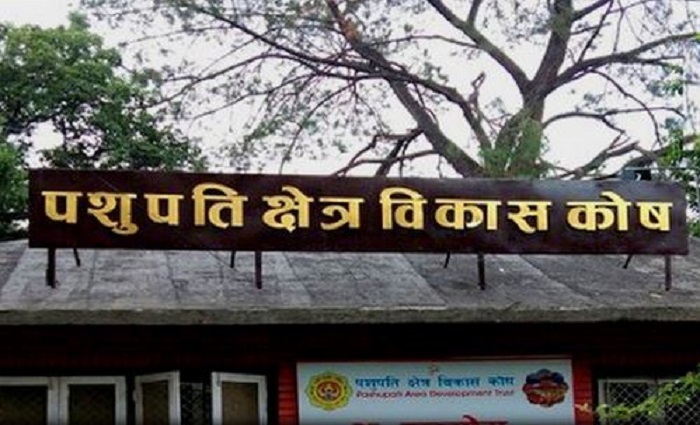 पशुपति क्षेत्र विकास कोष
पशुपति क्षेत्र विकास कोष
Pashupati Area Development Trust